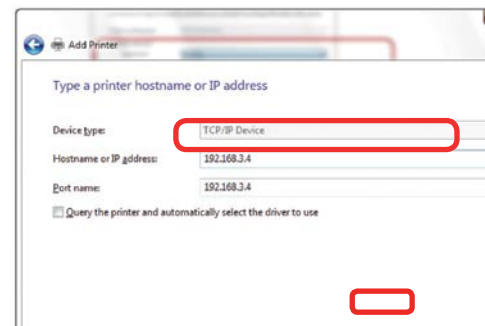 Add Printer
Type a printer hostname or IP address
Device type:
TCP/IP Device
Hostname or IP address:
192.168.3.4
Port name:
192.168.3.4
Query the printer and automatically select the driver to use